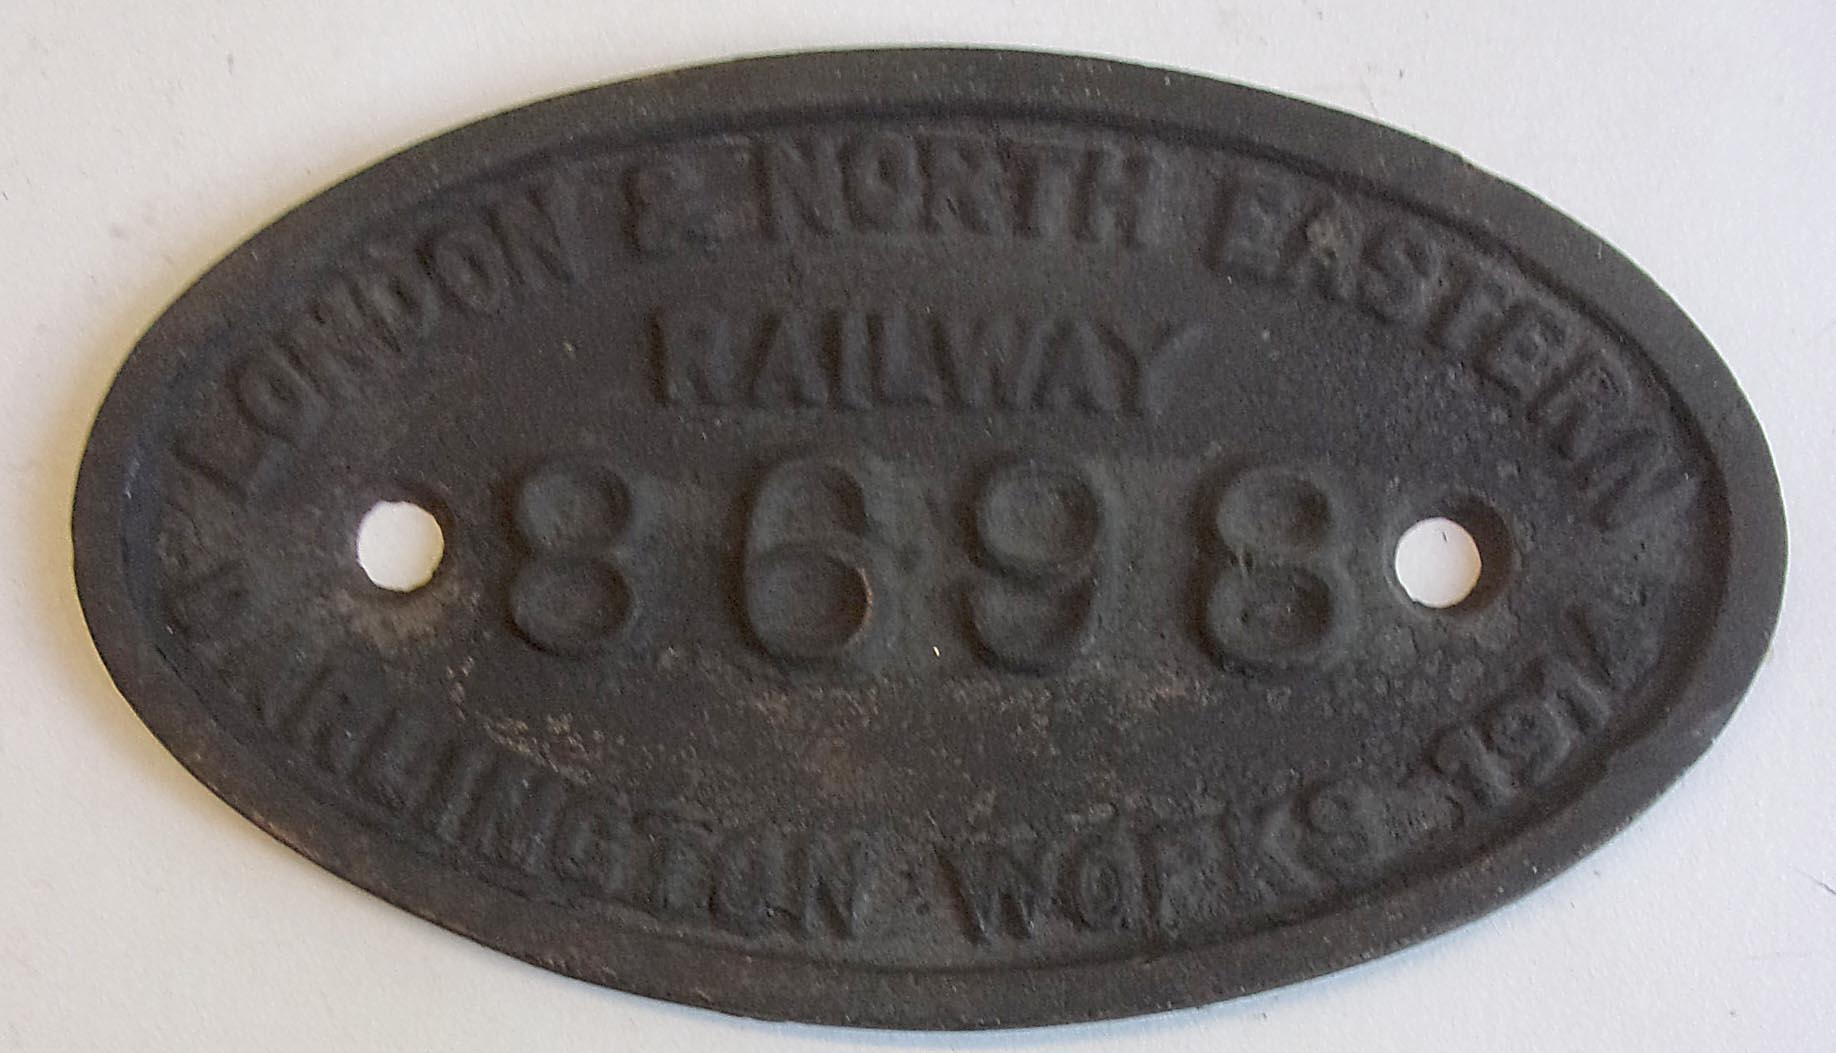 LONDON & NORTH EASTERN
RAILWAY
8698
DARLINGTON WORKS 1914